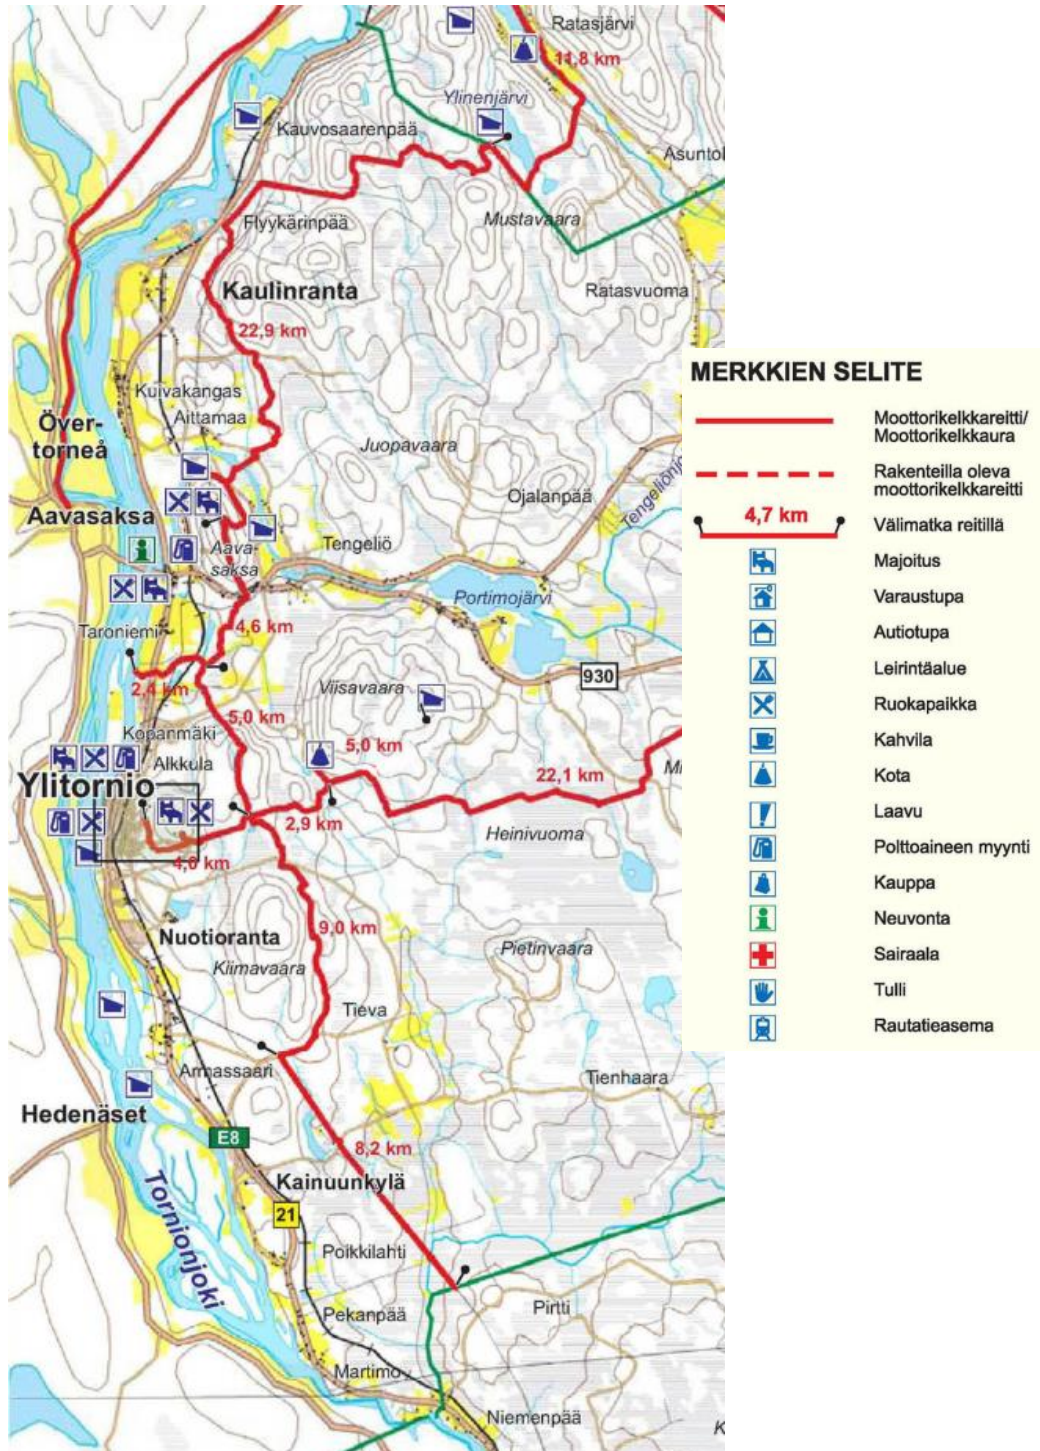 Ratasjärvi
11,8 km
Ylinenjärvi
Kauvosaarenpää
Asuntol
Flyykärinpää
Mustavaara
Kaulinranta
Ratasvuoma
22,9 km
Kuivakangas
Aittamaa
Över-
torneå
Juopavaara
Ojalanpää
Tengeliönjo
Aavasaksa
Aava-
saksa
Tengeliö
Portimojärvi
4,6 km
Taroniemi
930
2,4 km
Viisavaara
5,0 km
Kopanmäki
5,0 km
Alkkula
22,1 km
Ylitornio
2,9 km
Heinivuoma
4,0 km
9,0 km
Nuotioranta
Pietinvaara
Kiimavaara
Tieva
Armassaari
Tienhaara
Hedenäset
E8
8,2 km
Kainuunkylä
Tornionjoki
21
Poikkilahti
Pirtti
Pekanpää
Martimo
Niemenpää
K
MERKKIEN SELITE
Moottorikelkkareitti/
Moottorikelkkaura
Rakenteilla oleva
moottorikelkkareitti
4,7 km
Välimatka reitillä
Majoitus
Varaustupa
Autiotupa
Leirintäalue
Ruokapaikka
Kahvila
Kota
Laavu
Polttoaineen myynti
Kauppa
Neuvonta
Sairaala
Tulli
Rautatieasema